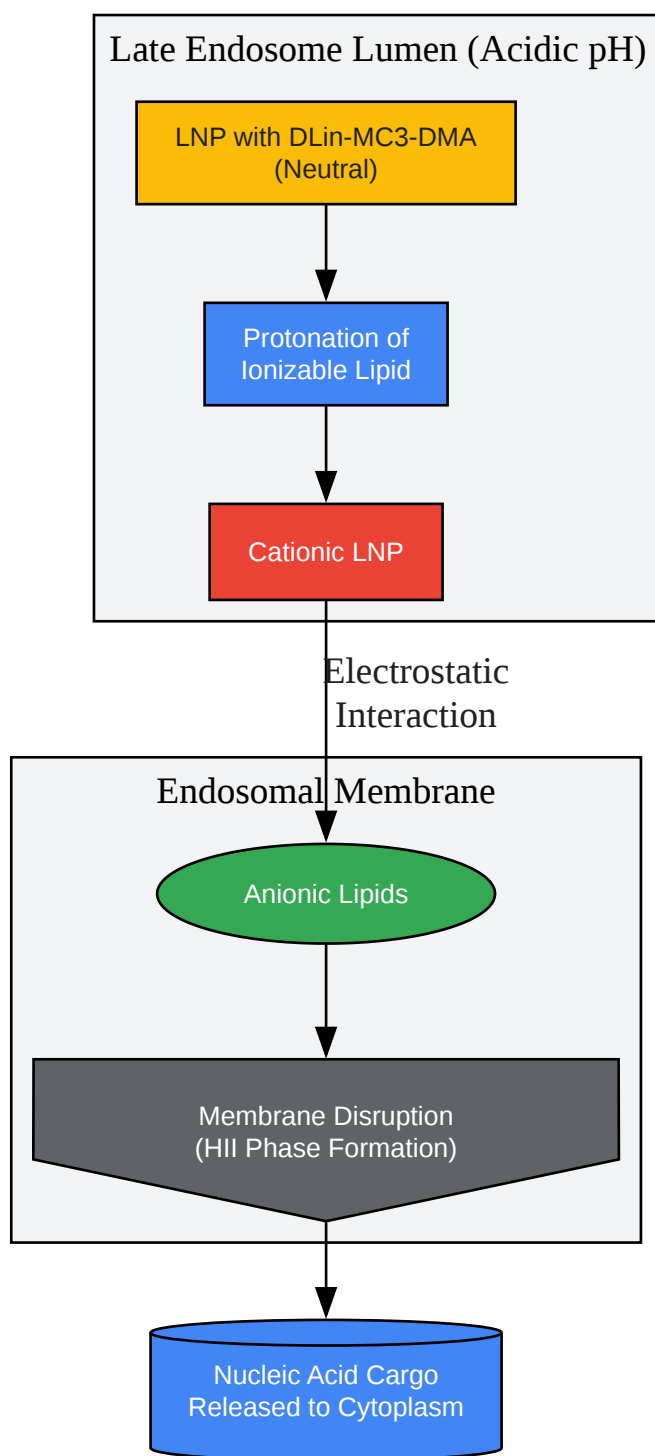 Late Endosome Lumen (Acidic pH)
LNP with DLin-MC3-DMA
(Neutral)
Protonation of
Ionizable Lipid
Cationic LNP
Electrostatic
Interaction
Endosomal Membrane
Anionic Lipids
Membrane Disruption
(HII Phase Formation)
Nucleic Acid Cargo
Released to Cytoplasm